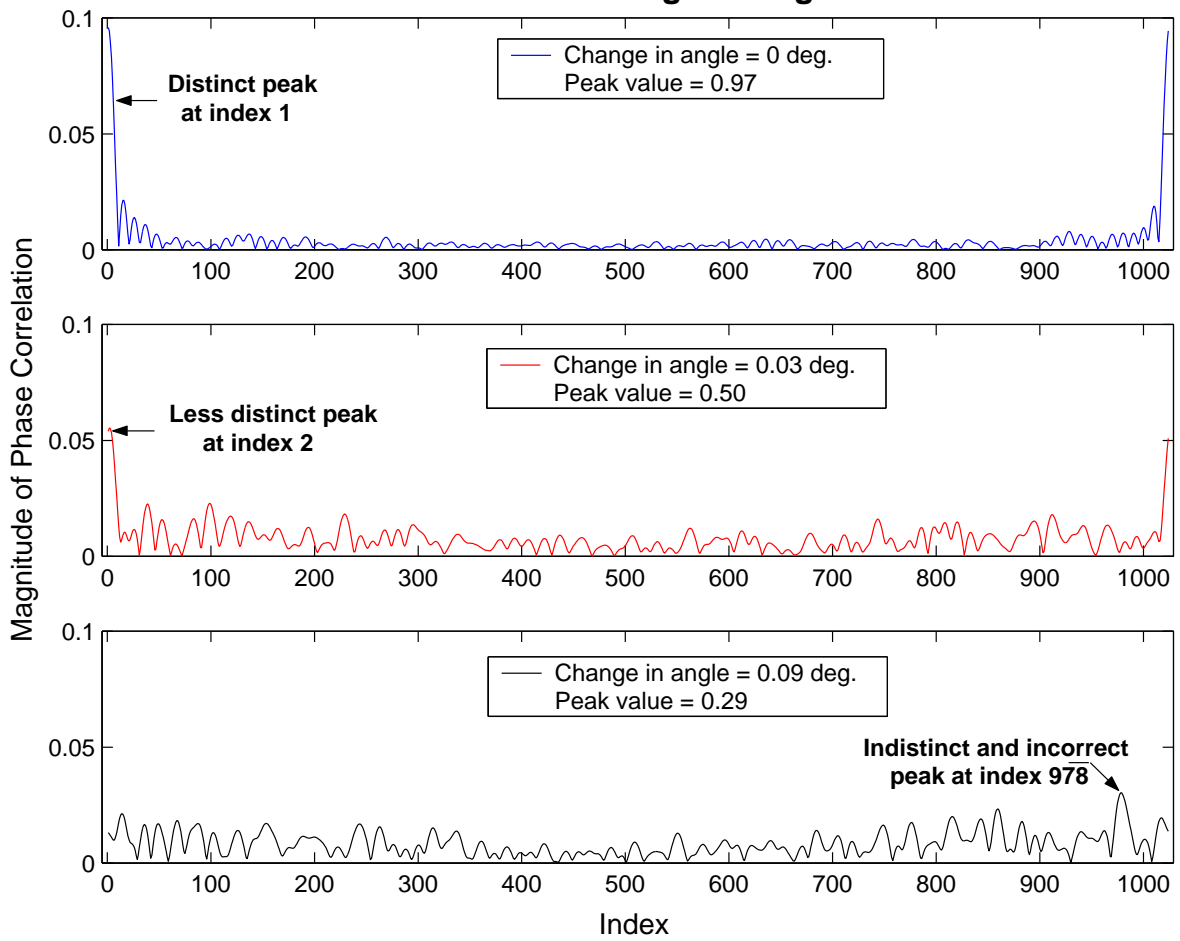 0.1
0.05
0
Change in angle = 0 deg.
Peak value = 0.97
Distinct peak
at index 1
0 100 200 300 400 500 600 700 800 900 1000
Magnitude of Phase Correlation
0.1
0.05
0
Change in angle = 0.03 deg.
Peak value = 0.50
Less distinct peak
at index 2
0 100 200 300 400 500 600 700 800 900 1000
0.1
0.05
0
Change in angle = 0.09 deg.
Peak value = 0.29
Indistinct and incorrect
peak at index 978
0 100 200 300 400 500 600 700 800 900 1000
Index